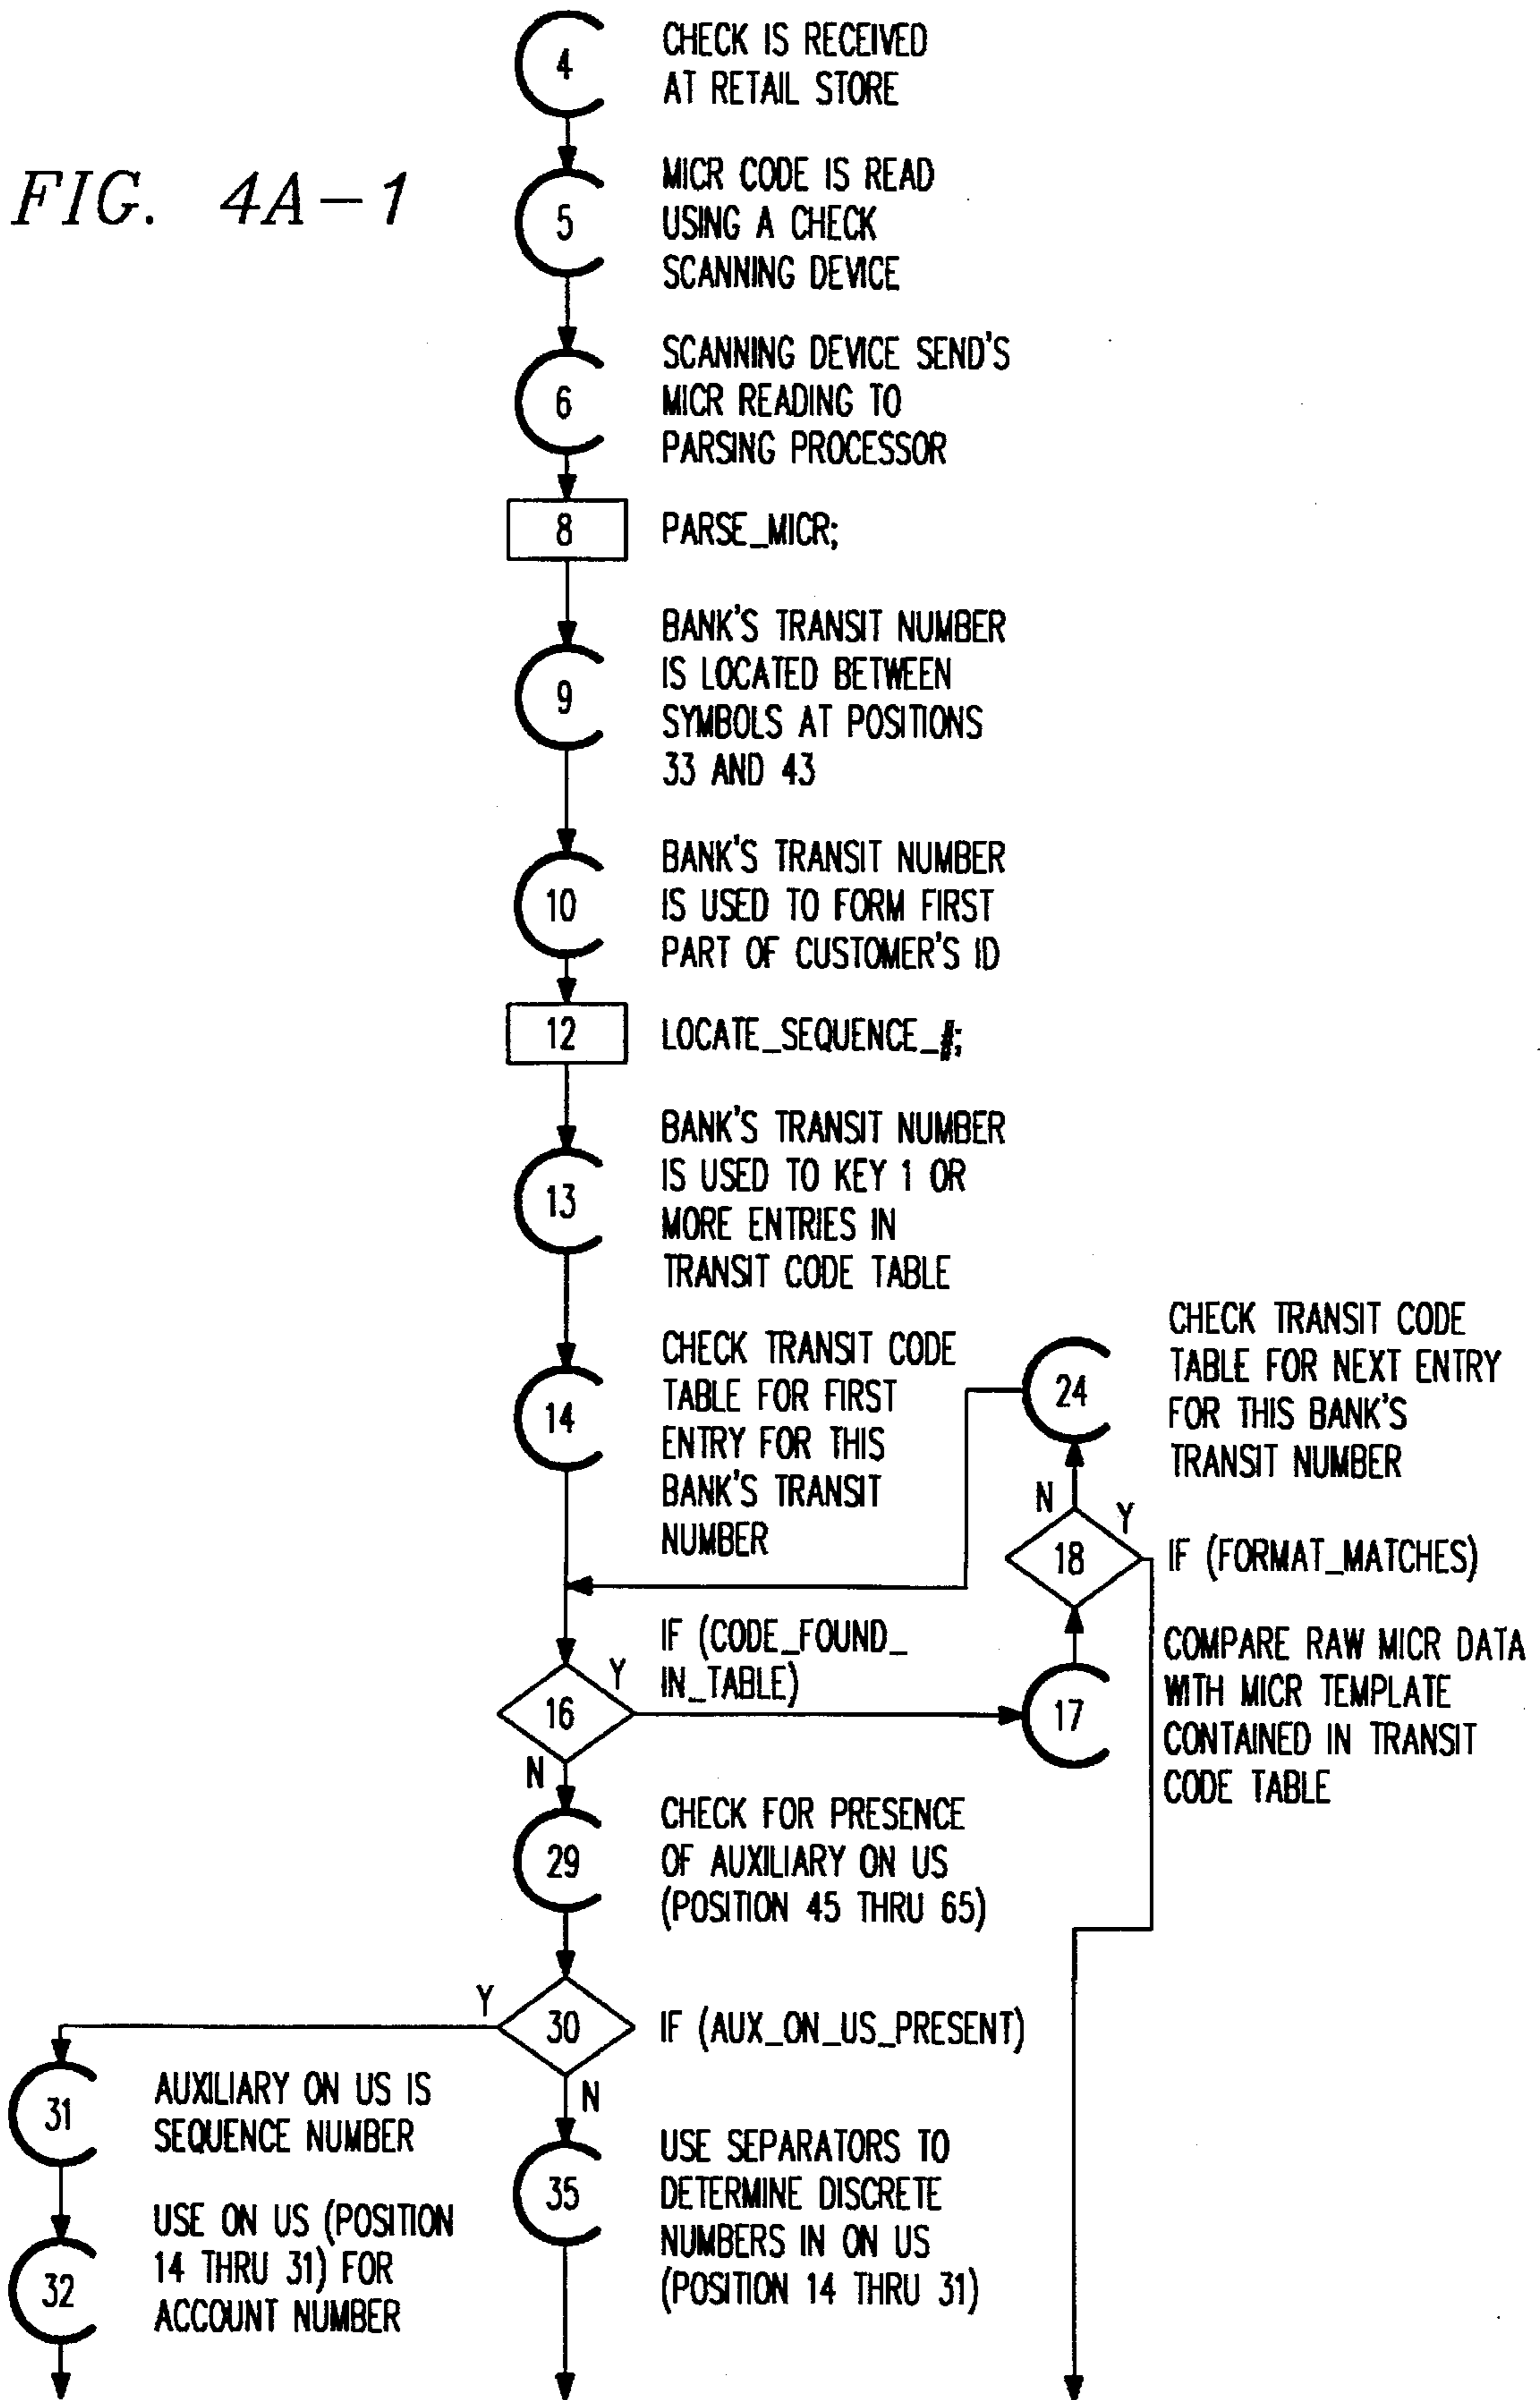 FIG. 4A-1
4
CHECK IS RECEIVED
AT RETAIL STORE
5
MICR CODE IS READ
USING A CHECK
SCANNING DEVICE
6
SCANNING DEVICE SEND'S
MICR READING TO
PARSING PROCESSOR
8
PARSE_MICR;
9
BANK'S TRANSIT NUMBER
IS LOCATED BETWEEN
SYMBOLS AT POSITIONS
33 AND 43
10
BANK'S TRANSIT NUMBER
IS USED TO FORM FIRST
PART OF CUSTOMER'S ID
12
LOCATE_SEQUENCE_#;
13
BANK'S TRANSIT NUMBER
IS USED TO KEY 1 OR
MORE ENTRIES IN
TRANSIT CODE TABLE
14
CHECK TRANSIT CODE
TABLE FOR FIRST
ENTRY FOR THIS
BANK'S TRANSIT
NUMBER
24
CHECK TRANSIT CODE
TABLE FOR NEXT ENTRY
FOR THIS BANK'S
TRANSIT NUMBER
N
Y
18
IF (FORMAT_MATCHES)
16
Y
N
IF (CODE_FOUND_
IN_TABLE)
17
COMPARE RAW MICR DATA
WITH MICR TEMPLATE
CONTAINED IN TRANSIT
CODE TABLE
29
CHECK FOR PRESENCE
OF AUXILIARY ON US
(POSITION 45 THRU 65)
Y
30
N
IF (AUX_ON_US_PRESENT)
31
AUXILIARY ON US IS
SEQUENCE NUMBER
32
USE ON US (POSITION
14 THRU 31) FOR
ACCOUNT NUMBER
35
USE SEPARATORS TO
DETERMINE DISCRETE
NUMBERS IN ON US
(POSITION 14 THRU 31)